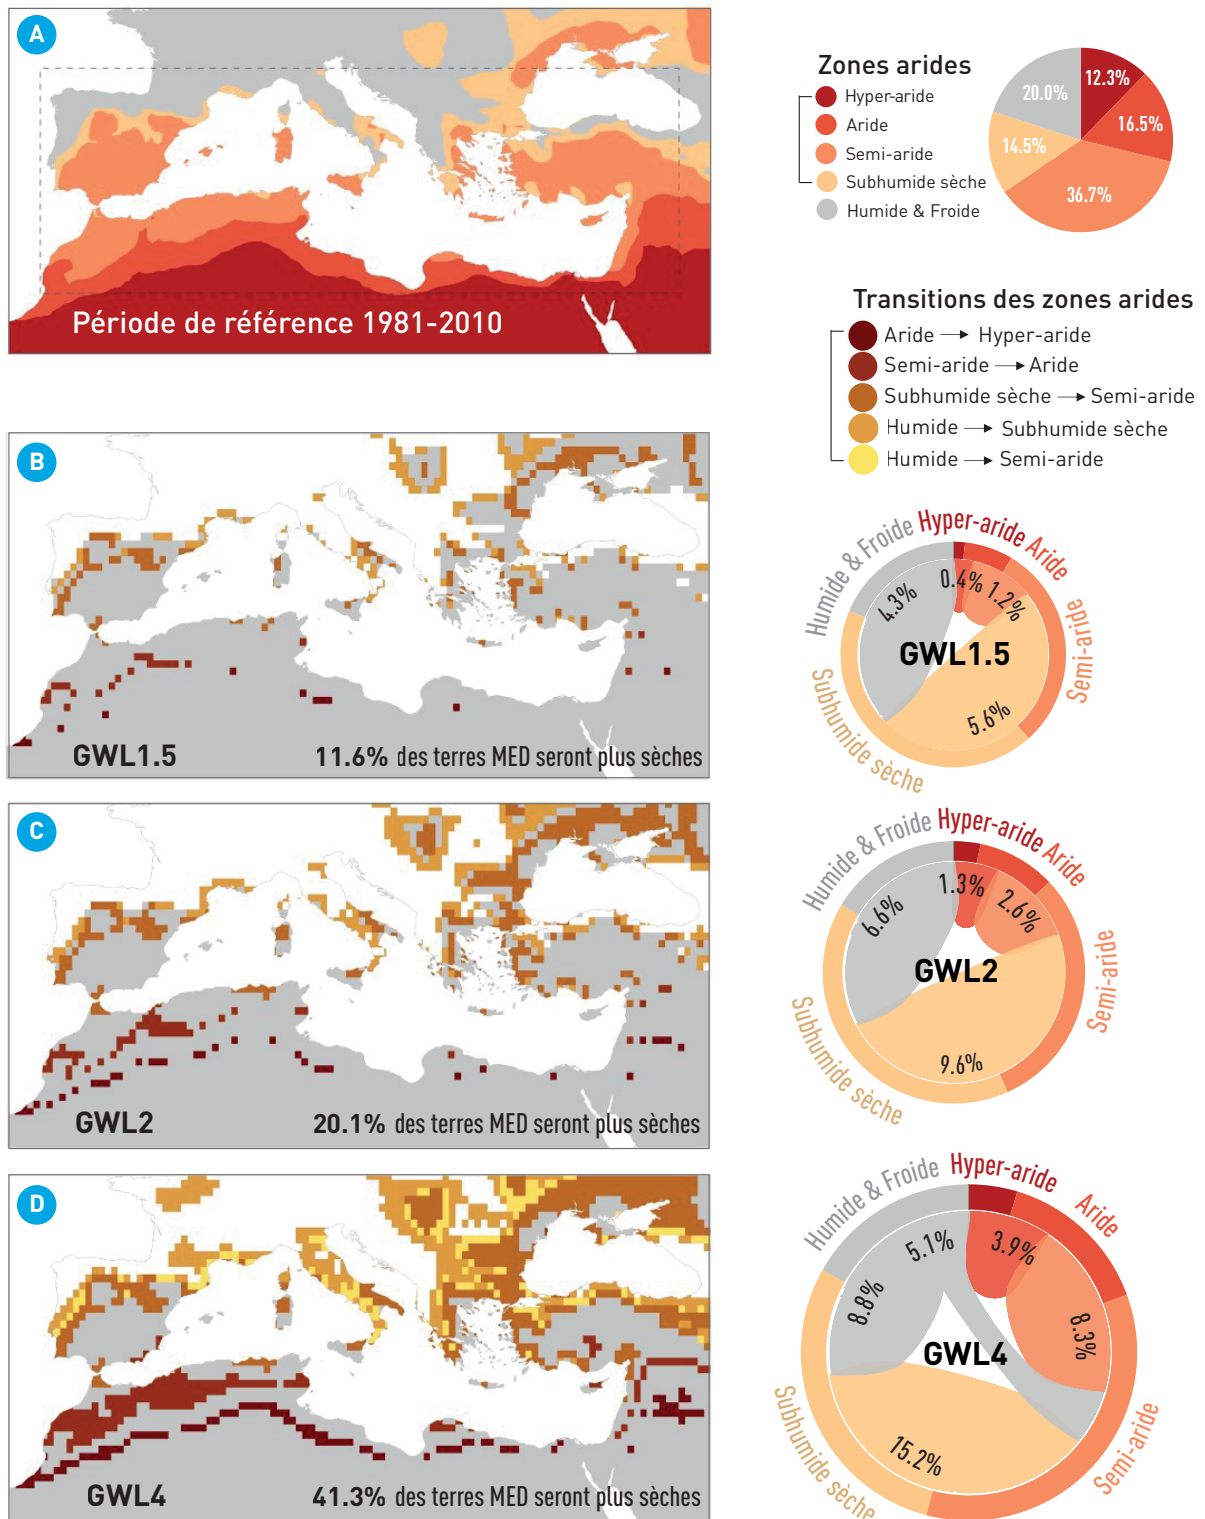 A
Période de référence 1981-2010
Zones arides
Hyper-aride
Aride
Semi-aride
Subhumide sèche
Humide & Froide
12.3%
16.5%
36.7%
14.5%
20.0%
Transitions des zones arides
Aride → Hyper-aride
Semi-aride → Aride
Subhumide sèche → Semi-aride
Humide → Subhumide sèche
Humide → Semi-aride
B
GWL1.5
11.6% des terres MED seront plus sèches
Humide & Froide
Hyper-aride
Aride
Semi-aride
Subhumide sèche
4.3%
0.4%
1.2%
5.6%
GWL1.5
C
GWL2
20.1% des terres MED seront plus sèches
Humide & Froide
Hyper-aride
Aride
Semi-aride
Subhumide sèche
6.6%
1.3%
2.6%
9.6%
GWL2
D
GWL4
41.3% des terres MED seront plus sèches
Humide & Froide
Hyper-aride
Aride
Semi-aride
Subhumide sèche
8.8%
5.1%
3.9%
8.3%
15.2%
GWL4